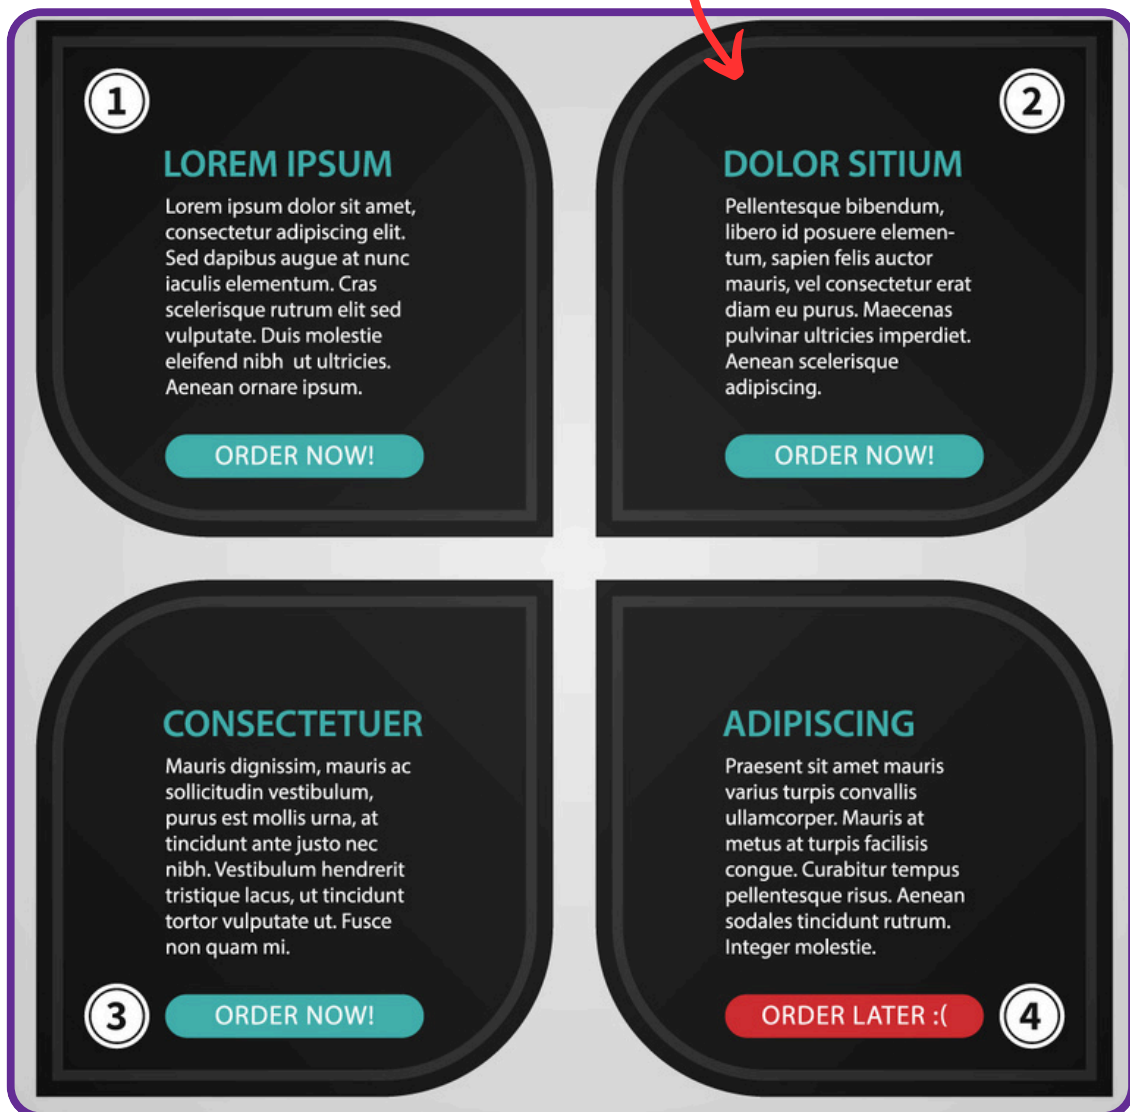 1
LOREM IPSUM
Lorem ipsum dolor sit amet,
consectetur adipiscing elit.
Sed dapibus augue at nunc
iaculis elementum. Cras
scelerisque rutrum elit sed
vulputate. Duis molestie
eleifend nibh  ut ultricies.
Aenean ornare ipsum.
ORDER NOW!
2
DOLOR SITIUM
Pellentesque bibendum,
libero id posuere elemen-
tum, sapien felis auctor
mauris, vel consectetur erat
diam eu purus. Maecenas
pulvinar ultricies imperdiet.
Aenean scelerisque
adipiscing.
ORDER NOW!
CONSECTETUER
Mauris dignissim, mauris ac
sollicitudin vestibulum,
purus est mollis urna, at
tincidunt ante justo nec
nibh. Vestibulum hendrerit
tristique lacus, ut tincidunt
tortor vulputate ut. Fusce
non quam mi.
3
ORDER NOW!
ADIPISCING
Praesent sit amet mauris
varius turpis convallis
ullamcorper. Mauris at
metus at turpis facilisis
congue. Curabitur tempus
pellentesque risus. Aenean
sodales tincidunt rutrum.
Integer molestie.
ORDER LATER :(
4